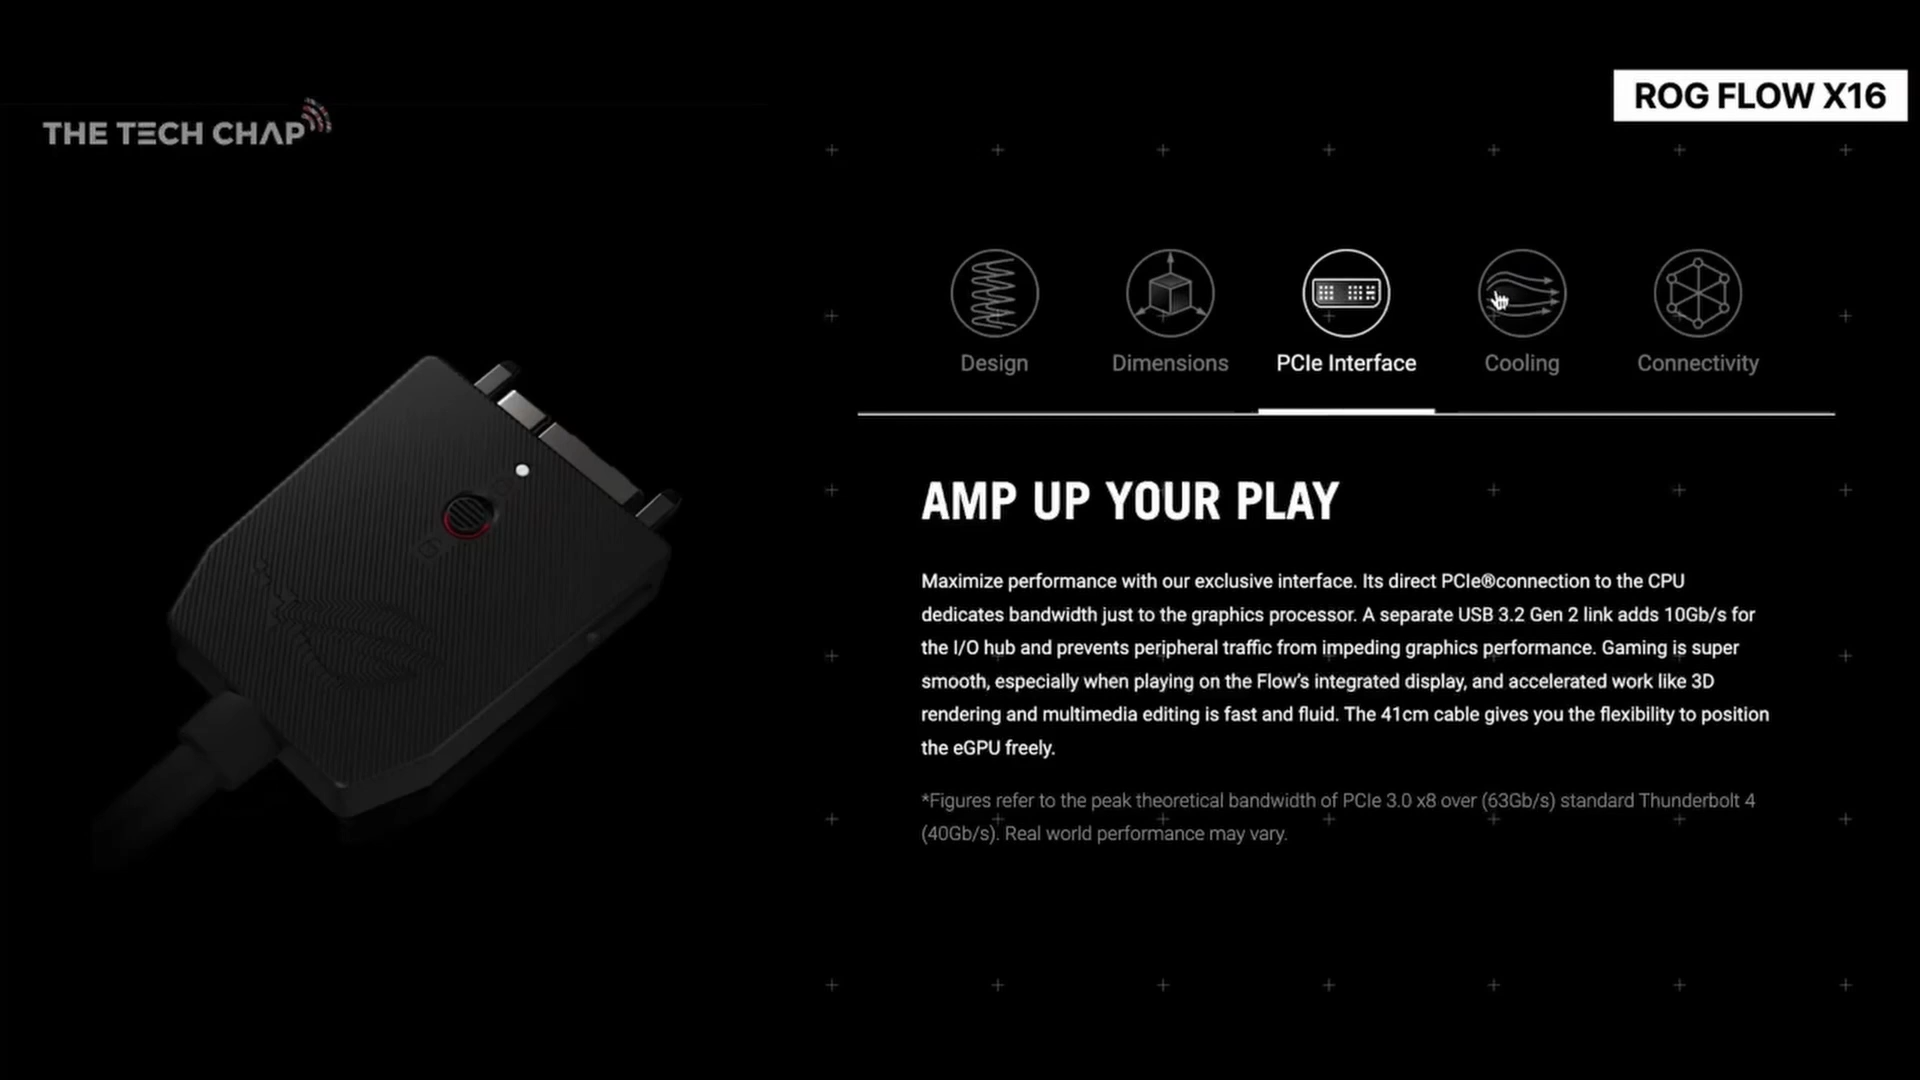 THE TECH CHAP
ROG FLOW X16
Design
Dimensions
PCIe Interface
Cooling
Connectivity
AMP UP YOUR PLAY
Maximize performance with our exclusive interface. Its direct PCIe®connection to the CPU
dedicates bandwidth just to the graphics processor. A separate USB 3.2 Gen 2 link adds 10Gb/s for
the I/O hub and prevents peripheral traffic from impeding graphics performance. Gaming is super
smooth, especially when playing on the Flow's integrated display, and accelerated work like 3D
rendering and multimedia editing is fast and fluid. The 41cm cable gives you the flexibility to position
the eGPU freely.
*Figures refer to the peak theoretical bandwidth of PCIe 3.0 x8 over (63Gb/s) standard Thunderbolt 4
(40Gb/s). Real world performance may vary.